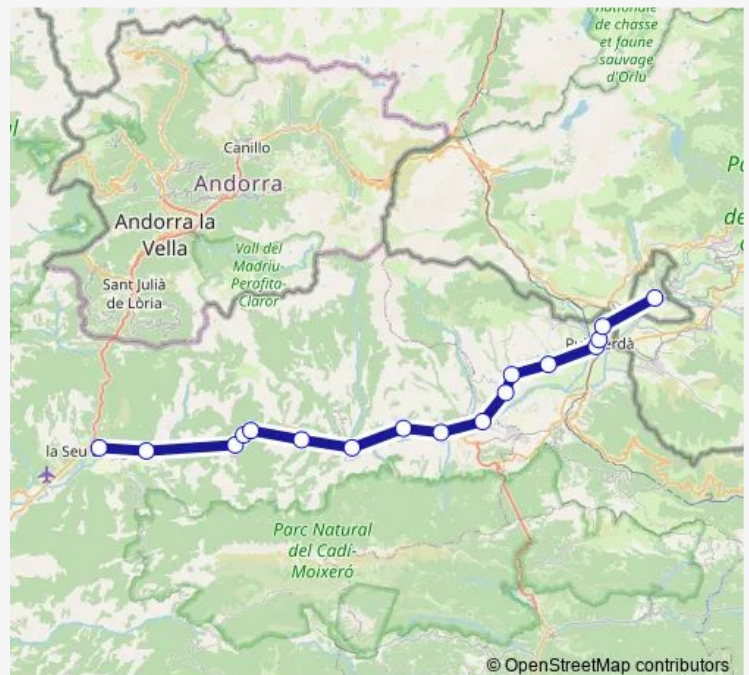 nationale
de chasse
et faune
sauvage
d'Orlu
Canillo
Andorra
Andorra la
Vella
Vall del
Madriu-
Perafita-
Claror
Sant Julià
de Lòria
la Seu
Parc Natural
del Cadí-
Moixeró
© OpenStreetMap contributors